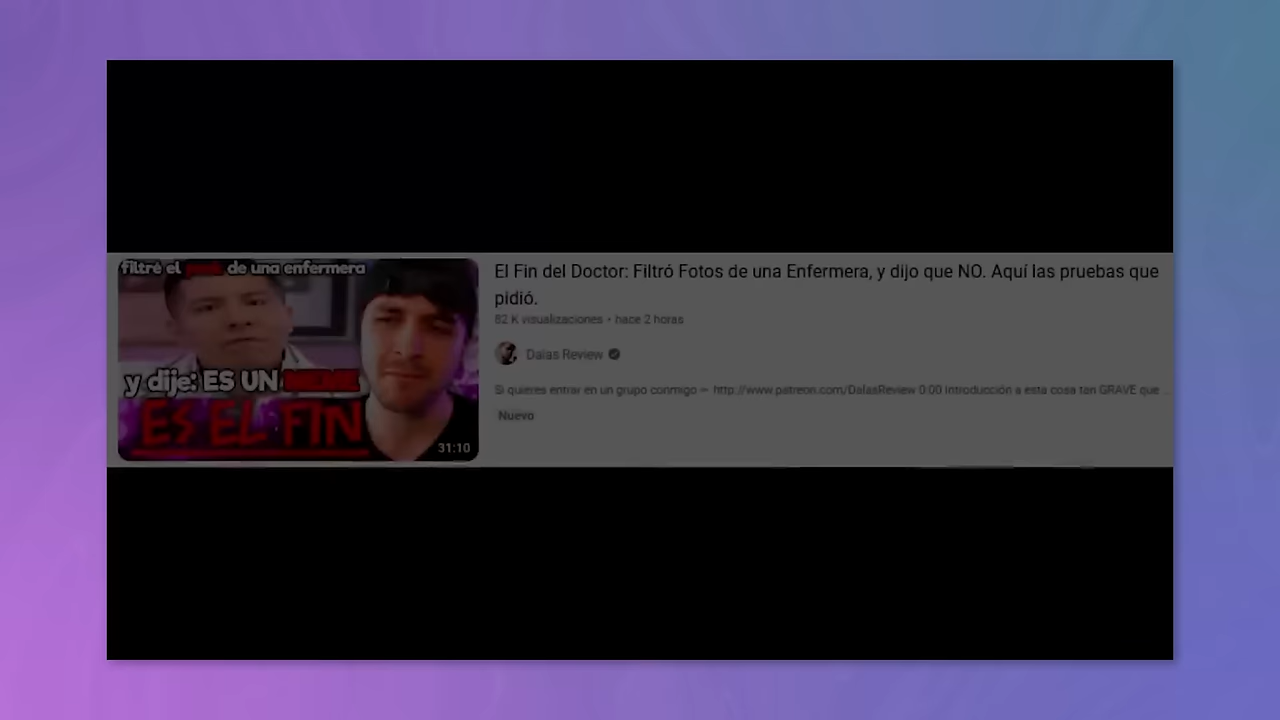 filtré el
de una enfermera
y dije: ES UN MEME
ES EL FIN
31:10
El Fin del Doctor: Filtró Fotos de una Enfermera, y dijo que NO. Aquí las pruebas que
pidió.
82 K visualizaciones • hace 2 horas
Dalas Review
Si quieres entrar en un grupo conmigo ➳ http://www.patreon.com/DalasReview 0:00 Introducción a esta cosa tan GRAVE que ...
Nuevo